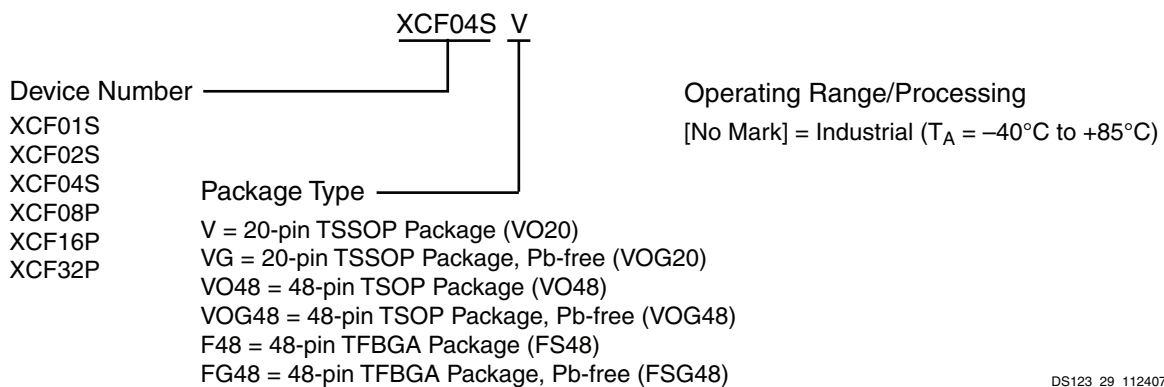 XCF04S V
Device Number
XCF01S
XCF02S
XCF04S
XCF08P
XCF16P
XCF32P
Package Type
V = 20-pin TSSOP Package (VO20)
VG = 20-pin TSSOP Package, Pb-free (VOG20)
VO48 = 48-pin TSOP Package (VO48)
VOG48 = 48-pin TSOP Package, Pb-free (VOG48)
F48 = 48-pin TFBGA Package (FS48)
FG48 = 48-pin TFBGA Package, Pb-free (FSG48)
Operating Range/Processing
[No Mark] = Industrial (TA = –40°C to +85°C)
DS123_29_112407